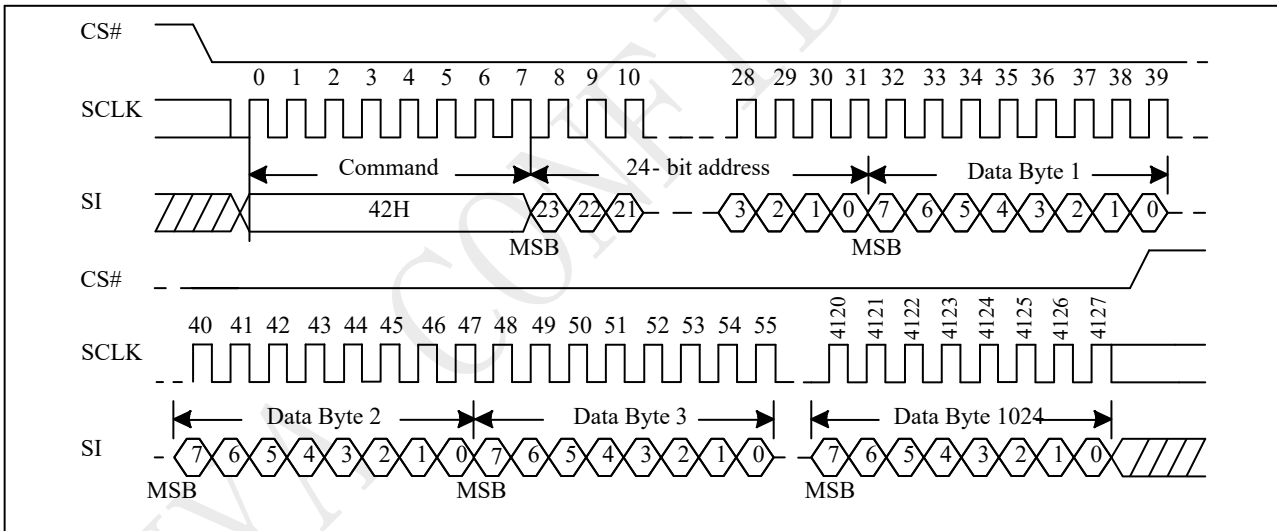 CS#
0 1 2 3 4 5 6 7 8 9 10 28 29 30 31 32 33 34 35 36 37 38 39
SCLK
Command 24- bit address Data Byte 1
SI 42H 23 22 21 3 2 1 0 7 6 5 4 3 2 1 0
MSB MSB
CS#
40 41 42 43 44 45 46 47 48 49 50 51 52 53 54 55 4120 4121 4122 4123 4124 4125 4126 4127
SCLK
Data Byte 2 Data Byte 3 Data Byte 1024
SI 7 6 5 4 3 2 1 0 7 6 5 4 3 2 1 0 7 6 5 4 3 2 1 0
MSB MSB MSB